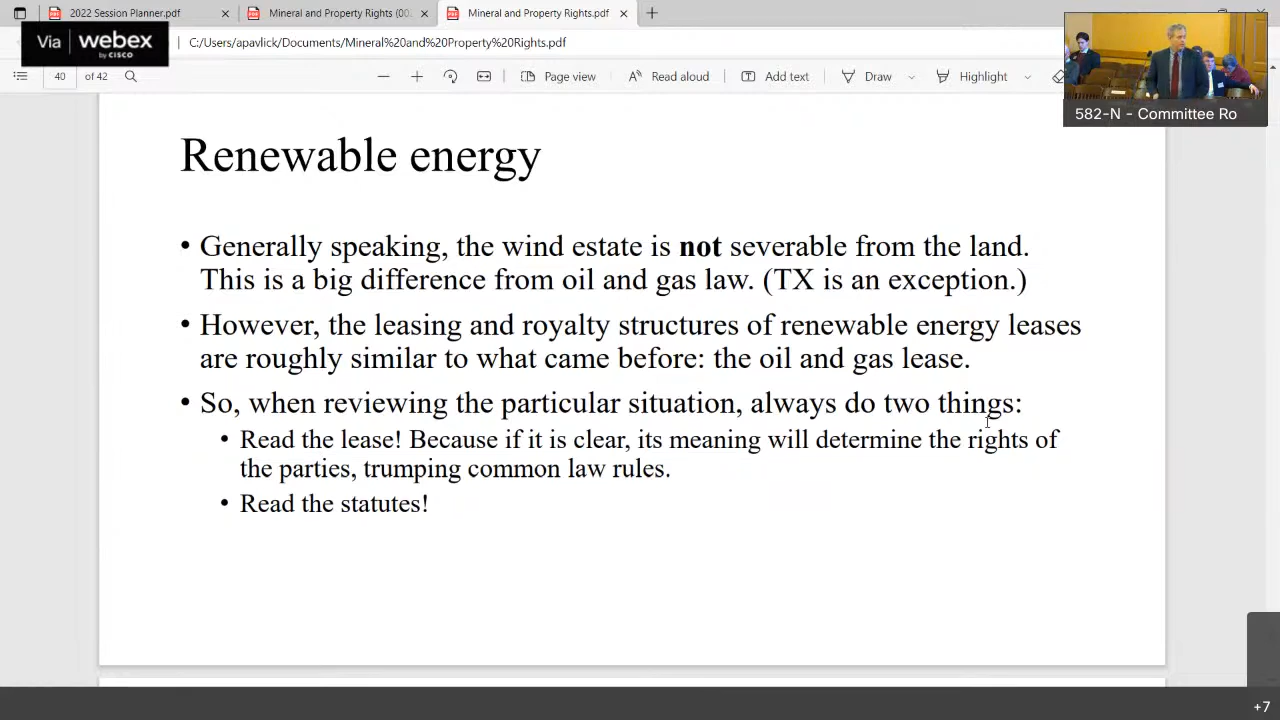 2022 Session Planner.pdf
Mineral and Property Rights (00.
Mineral and Property Rights.pdf
Via webex
by CISCO
C:/Users/apavlick/Documents/Mineral%20and%20Property%20Rights.pdf
40 of 42
Page view
Read aloud
Add text
Draw
Highlight
582-N - Committee Ro
Renewable energy
• Generally speaking, the wind estate is not severable from the land.
This is a big difference from oil and gas law. (TX is an exception.)
• However, the leasing and royalty structures of renewable energy leases
are roughly similar to what came before: the oil and gas lease.
• So, when reviewing the particular situation, always do two things:
• Read the lease! Because if it is clear, its meaning will determine the rights of
the parties, trumping common law rules.
• Read the statutes!
+7